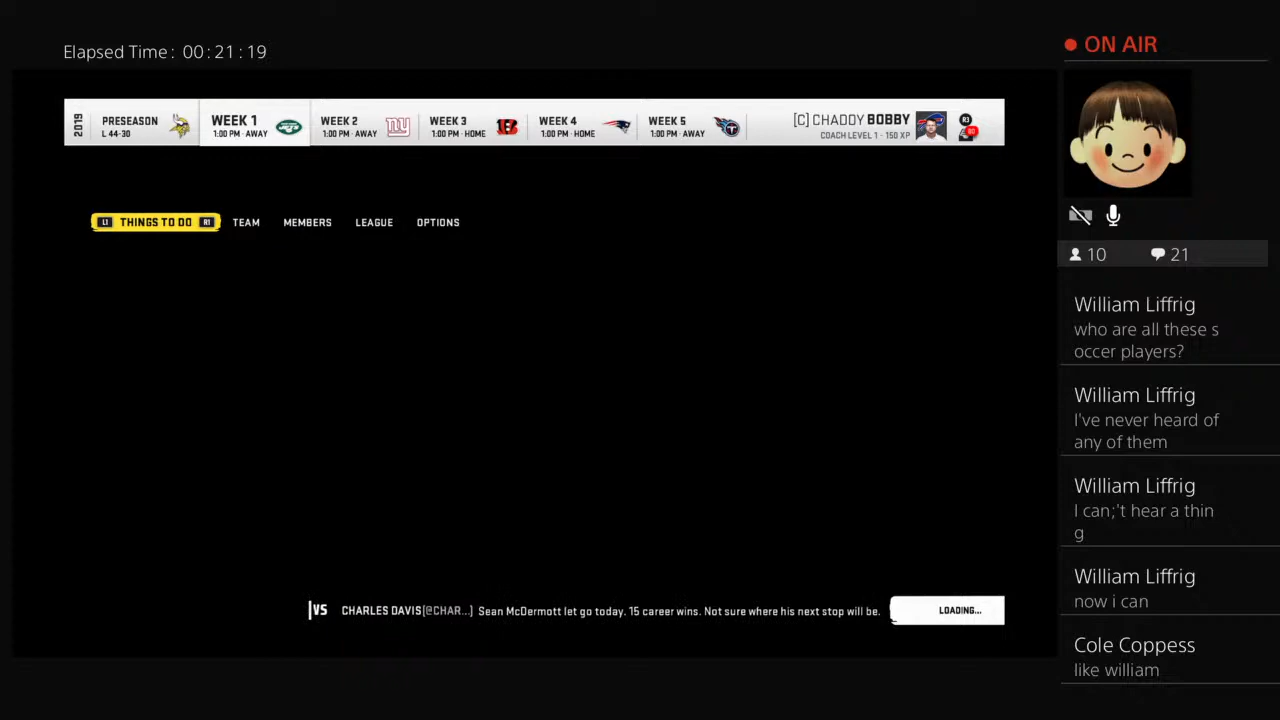 Elapsed Time: 00:21:19
ON AIR
2019
PRESEASON
L 44-30
WEEK 1
1:00 PM · AWAY
WEEK 2
1:00 PM · AWAY
WEEK 3
1:00 PM · HOME
WEEK 4
1:00 PM · HOME
WEEK 5
1:00 PM · AWAY
[C] CHADDY BOBBY
COACH LEVEL 1 · 150 XP
R3
90
L1 THINGS TO DO R1 TEAM MEMBERS LEAGUE OPTIONS
10 21
William Liffrig
who are all these s
occer players?
William Liffrig
I've never heard of
any of them
William Liffrig
I can;'t hear a thin
g
William Liffrig
now i can
Cole Coppess
like william
VS CHARLES DAVIS[@CHAR...] Sean McDermott let go today. 15 career wins. Not sure where his next stop will be.
LOADING...